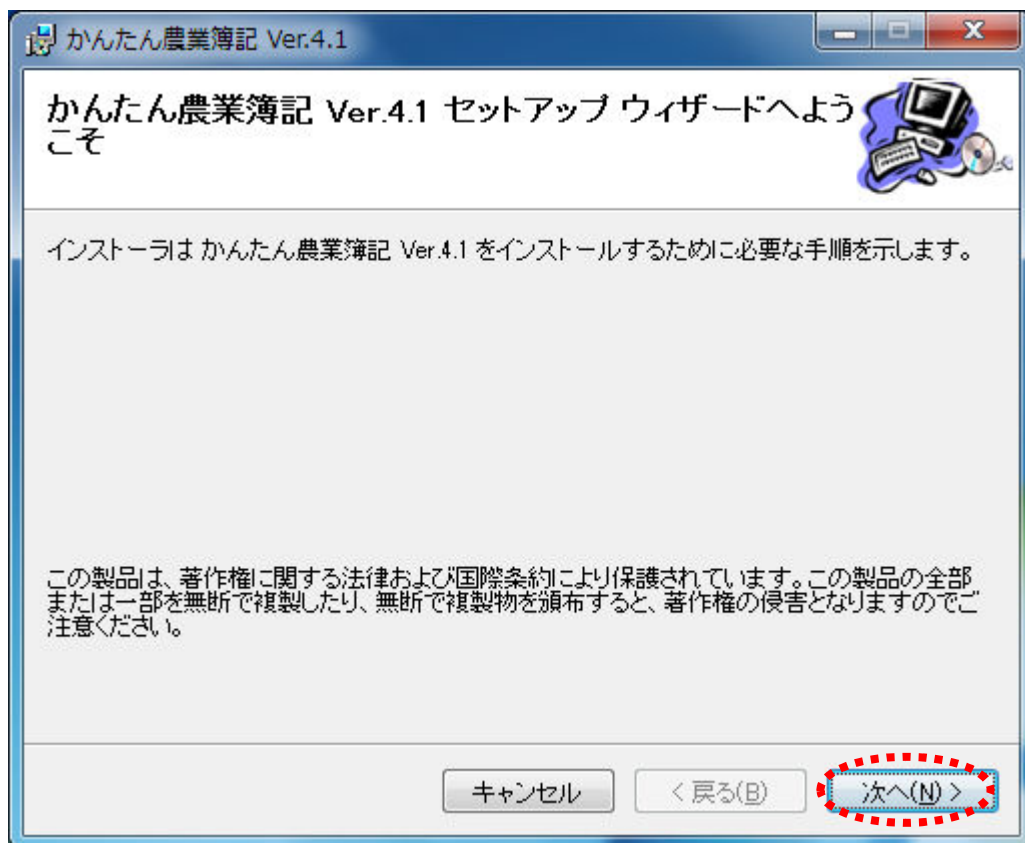 かんたん農業簿記 Ver.4.1
かんたん農業簿記 Ver.4.1 セットアップ ウィザードへよう
こそ
インストーラは かんたん農業簿記 Ver.4.1 をインストールするために必要な手順を示します。
この製品は、著作権に関する法律および国際条約により保護されています。この製品の全部
または一部を無断で複製したり、無断で複製物を頒布すると、著作権の侵害となりますのでご
注意ください。
キャンセル
< 戻る(B)
次へ(N) >